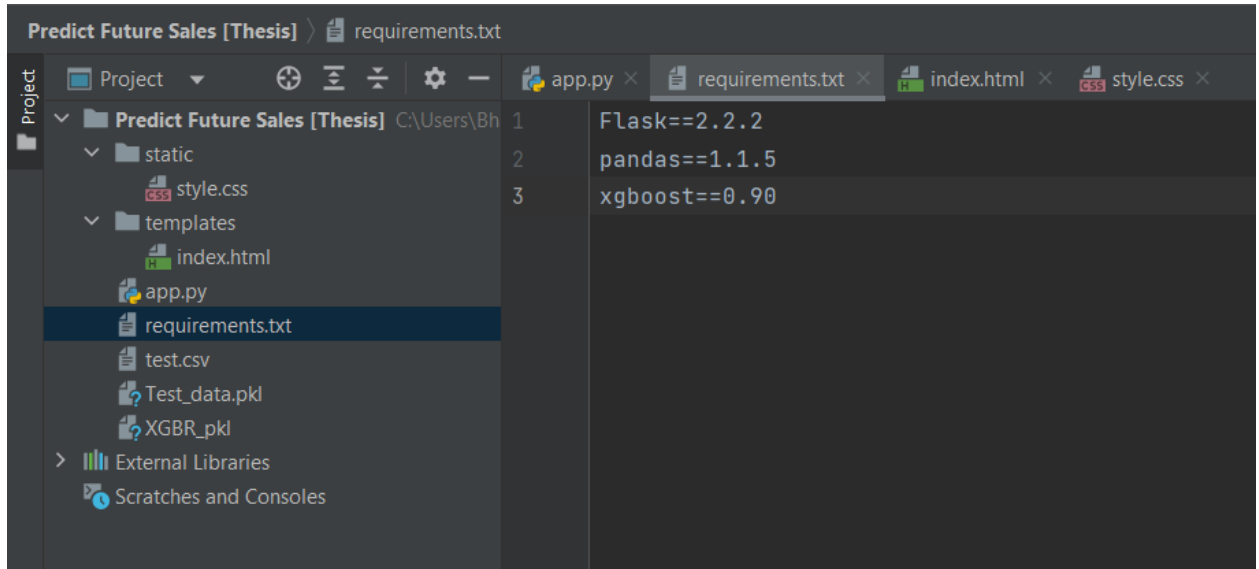 Predict Future Sales [Thesis] requirements.txt
Project
Project
app.py requirements.txt index.html style.css
Predict Future Sales [Thesis] C:\Users\Bh
static
style.css
templates
index.html
app.py
requirements.txt
test.csv
Test_data.pkl
XGBR_pkl
External Libraries
Scratches and Consoles
1 Flask==2.2.2
2 pandas==1.1.5
3 xgboost==0.90